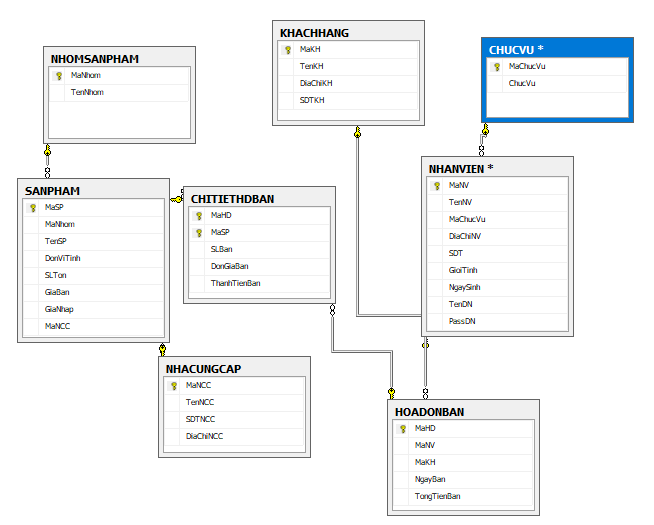 NHOMSANPHAM
MaNhom
TenNhom
KHACHHANG
MaKH
TenKH
DiaChiKH
SDTKH
CHUCVU *
MaChucVu
ChucVu
SANPHAM
MaSP
MaNhom
TenSP
DonViTinh
SLTon
GiaBan
GiaNhap
MaNCC
CHITIETHDBAN
MaHD
MaSP
SLBan
DonGiaBan
ThanhTienBan
NHANVIEN *
MaNV
TenNV
MaChucVu
DiaChiNV
SDT
GioiTinh
NgaySinh
TenDN
PassDN
NHACUNGCAP
MaNCC
TenNCC
SDTNCC
DiaChiNCC
HOADONBAN
MaHD
MaNV
MaKH
NgayBan
TongTienBan